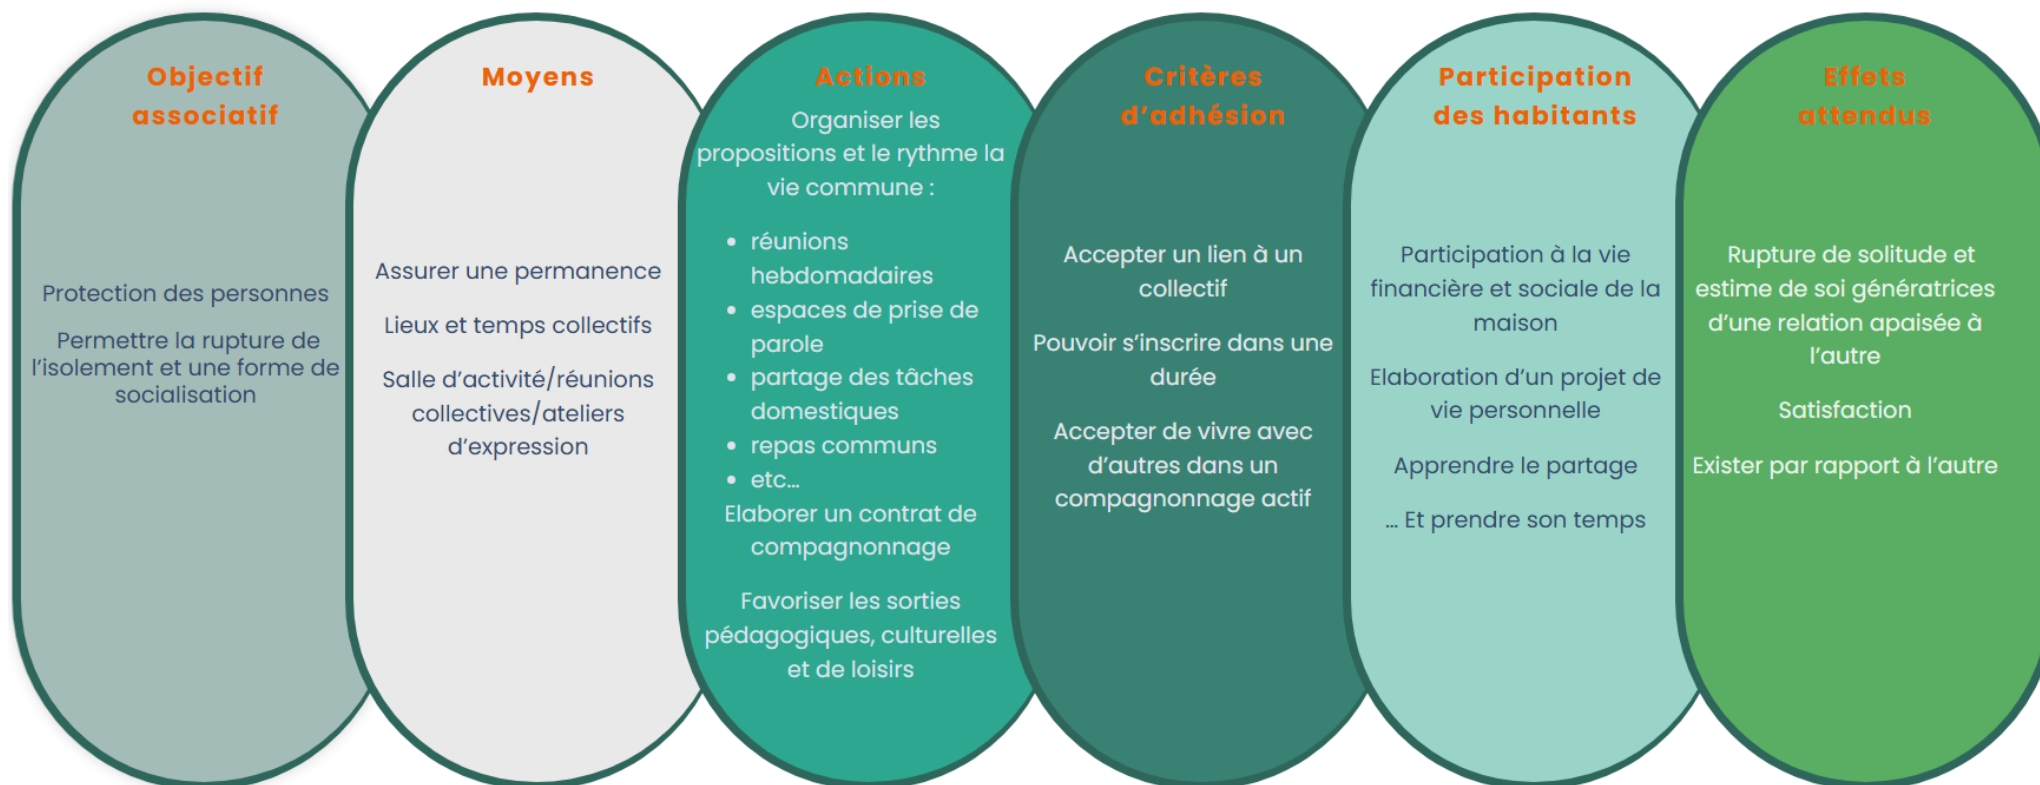 Objectif
associatif
Protection des personnes
Permettre la rupture de
l'isolement et une forme de
socialisation
Moyens
Assurer une permanence
Lieux et temps collectifs
Salle d'activité/réunions
collectives/ateliers
d'expression
Actions
Organiser les
propositions et le rythme la
vie commune :
• réunions
hebdomadaires
• espaces de prise de
parole
• partage des tâches
domestiques
• repas communs
• etc...
Elaborer un contrat de
compagnonnage
Favoriser les sorties
pédagogiques, culturelles
et de loisirs
Critères
d'adhésion
Accepter un lien à un
collectif
Pouvoir s'inscrire dans une
durée
Accepter de vivre avec
d'autres dans un
compagnonnage actif
Participation
des habitants
Participation à la vie
financière et sociale de la
maison
Elaboration d'un projet de
vie personnelle
Apprendre le partage
... Et prendre son temps
Effets
attendus
Rupture de solitude et
estime de soi génératrices
d'une relation apaisée à
l'autre
Satisfaction
Exister par rapport à l'autre